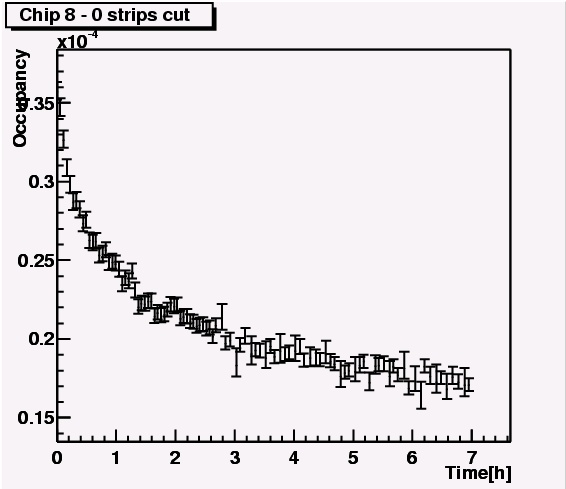 Chip 8 - 0 strips cut
x10^-4
Occupancy
0.35
0.3
0.25
0.2
0.15
0 1 2 3 4 5 6 7
Time[h]